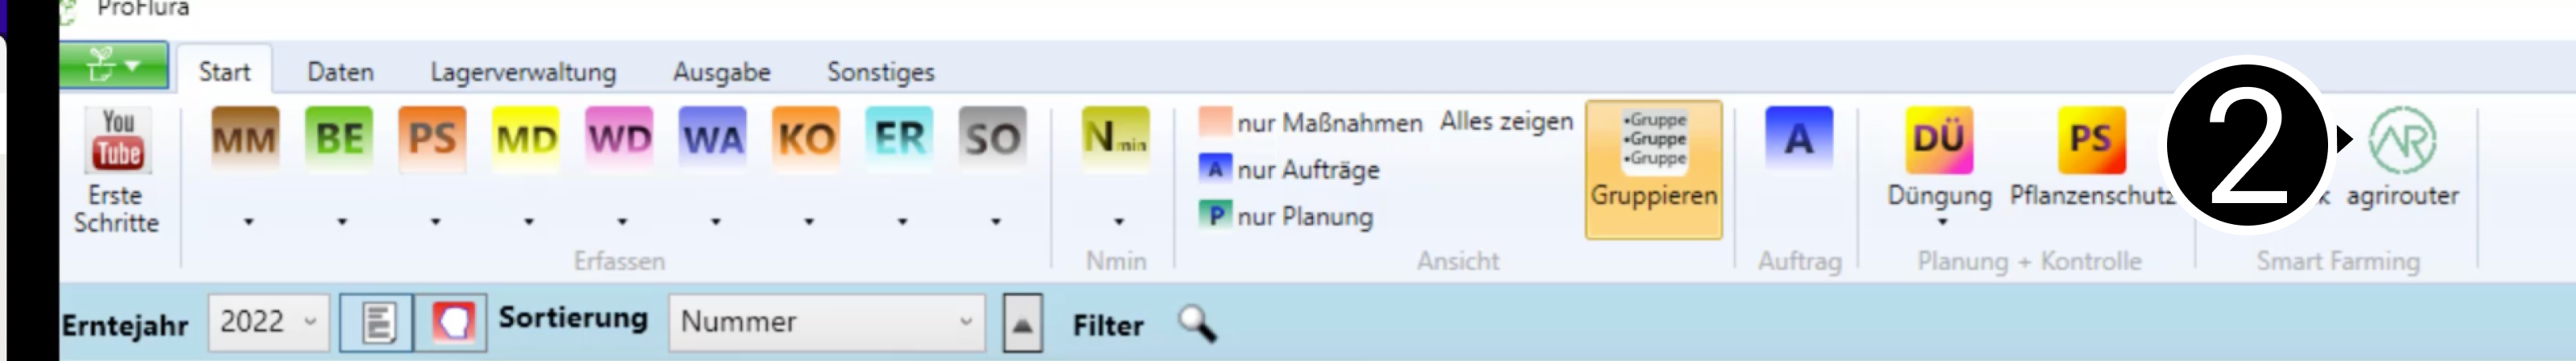 ProFlura
Start Daten Lagerverwaltung Ausgabe Sonstiges
You
Tube
Erste
Schritte
MM BE PS MD WD WA KO ER SO
Erfassen
Nmin
Nmin
nur Maßnahmen Alles zeigen
A nur Aufträge
P nur Planung
•Gruppe
•Gruppe
•Gruppe
Gruppieren
Ansicht
A
Auftrag
DÜ
Düngung
PS
Pflanzenschutz
Planung + Kontrolle
2
AR
agrirouter
Smart Farming
Erntejahr 2022 Sortierung Nummer Filter